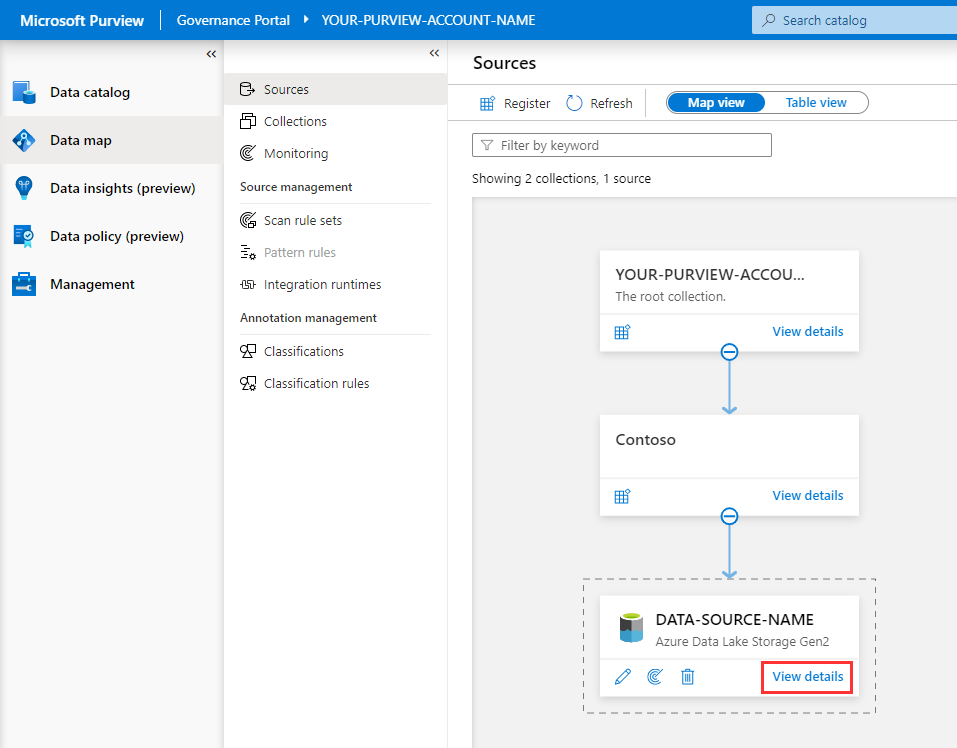 Microsoft Purview
Governance Portal
YOUR-PURVIEW-ACCOUNT-NAME
Search catalog
Data catalog
Data map
Data insights (preview)
Data policy (preview)
Management
Sources
Collections
Monitoring
Source management
Scan rule sets
Pattern rules
Integration runtimes
Annotation management
Classifications
Classification rules
Sources
Register
Refresh
Map view
Table view
Filter by keyword
Showing 2 collections, 1 source
YOUR-PURVIEW-ACCOU...
The root collection.
View details
Contoso
View details
DATA-SOURCE-NAME
Azure Data Lake Storage Gen2
View details